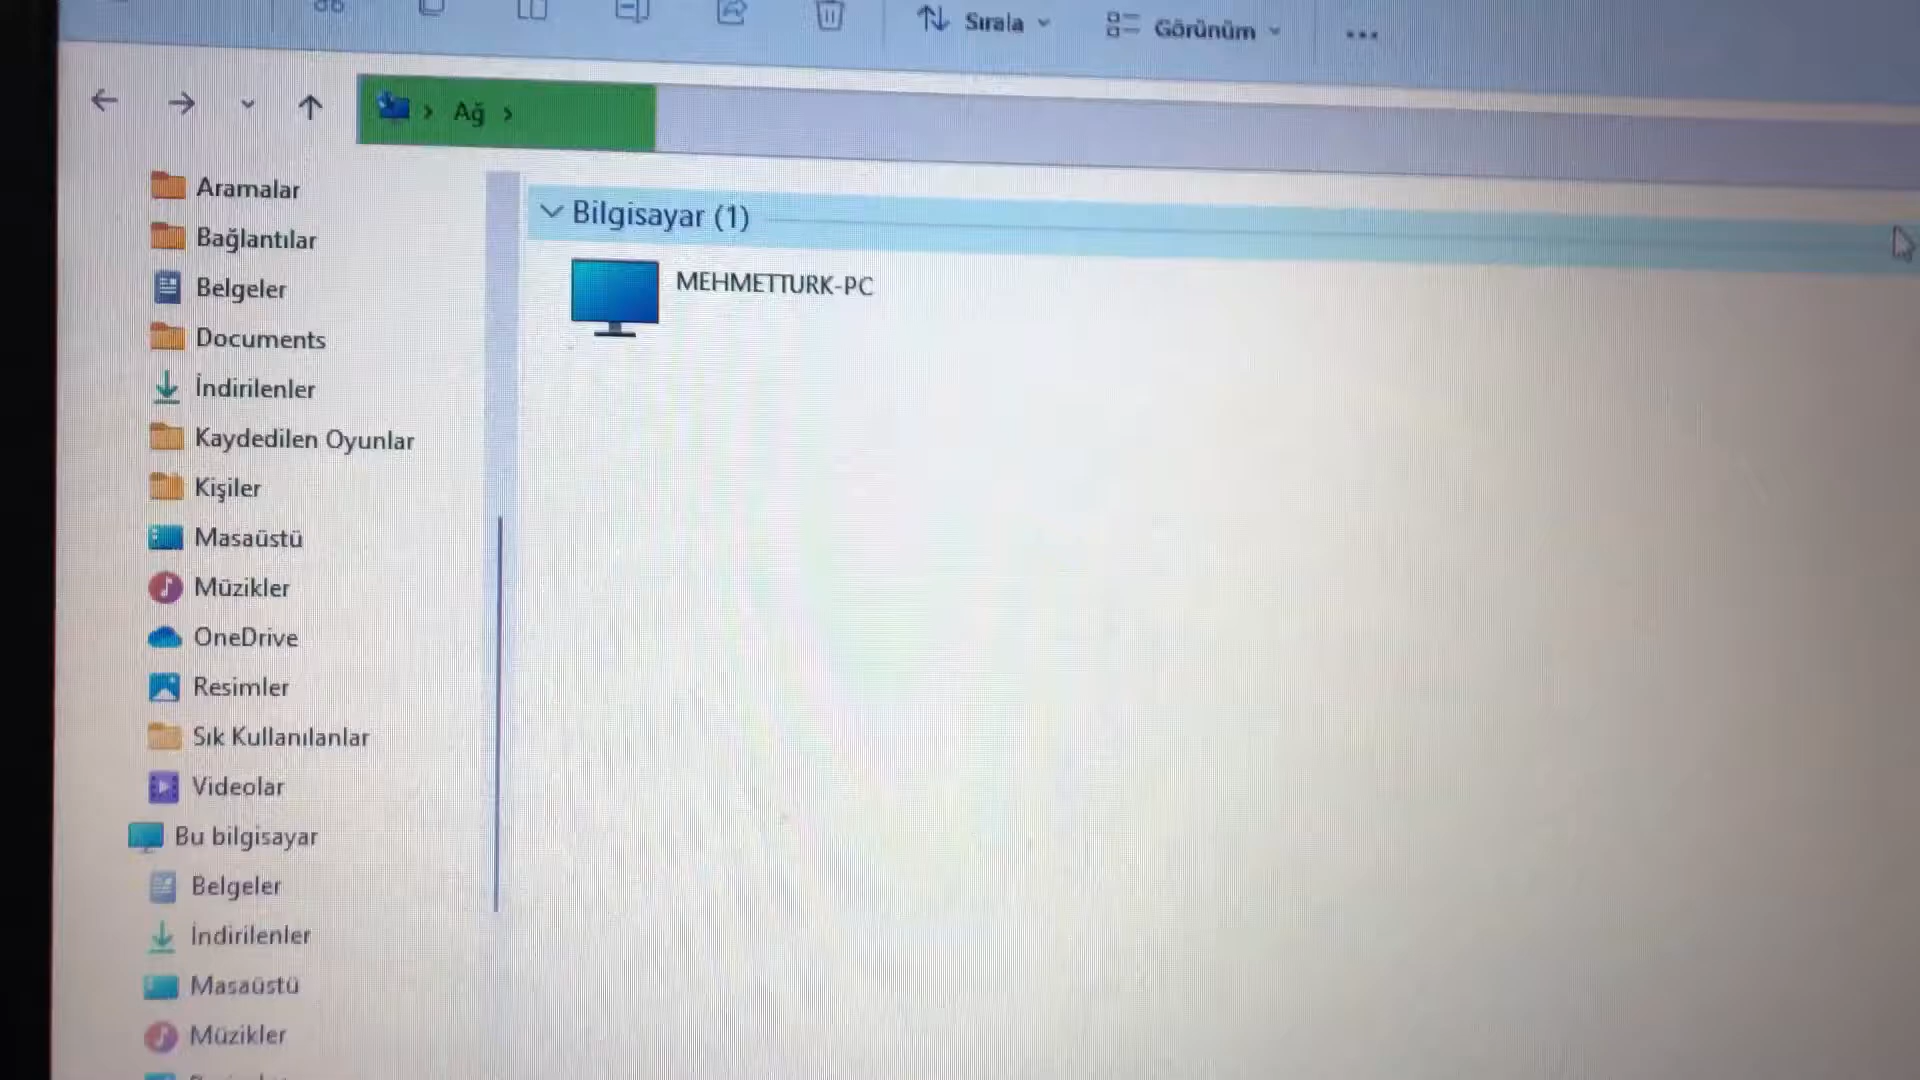 Sırala
Görünüm
Ağ
Aramalar
Bağlantılar
Belgeler
Documents
İndirilenler
Kaydedilen Oyunlar
Kişiler
Masaüstü
Müzikler
OneDrive
Resimler
Sık Kullanılanlar
Videolar
Bu bilgisayar
Belgeler
İndirilenler
Masaüstü
Müzikler
Bilgisayar (1)
MEHMETTURK-PC